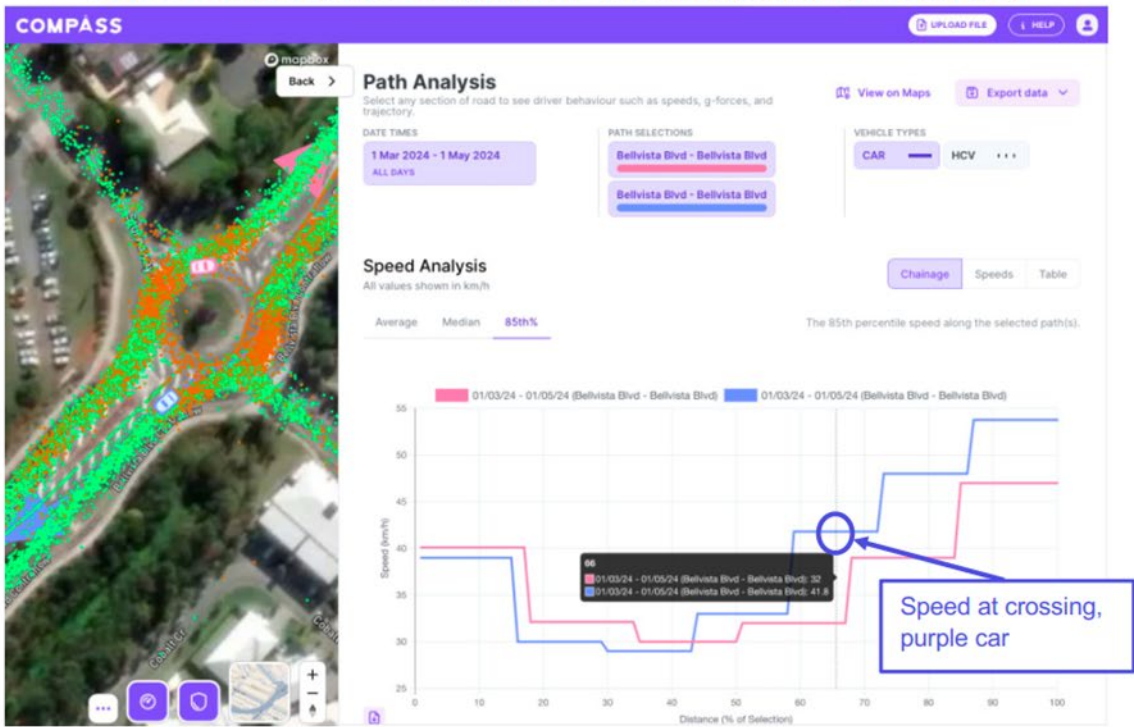 COMPASS
UPLOAD FILE
HELP
mapbox
Back >
Path Analysis
Select any section of road to see driver behaviour such as speeds, g-forces, and
trajectory.
View on Maps
Export data
DATE TIMES
1 Mar 2024 - 1 May 2024
ALL DAYS
PATH SELECTIONS
Bellvista Blvd - Bellvista Blvd
Bellvista Blvd - Bellvista Blvd
VEHICLE TYPES
CAR
HCV
Speed Analysis
All values shown in km/h
Chainage
Speeds
Table
Average
Median
85th%
The 85th percentile speed along the selected path(s).
01/03/24 - 01/05/24 (Bellvista Blvd - Bellvista Blvd)
01/03/24 - 01/05/24 (Bellvista Blvd - Bellvista Blvd)
55
50
45
40
35
30
25
Speed (km/h)
66
01/03/24 - 01/05/24 (Bellvista Blvd - Bellvista Blvd): 32
01/03/24 - 01/05/24 (Bellvista Blvd - Bellvista Blvd): 41.8
Speed at crossing,
purple car
0 10 20 30 40 50 60 70 80 90 100
Distance (% of Selection)
Cobalt Cr